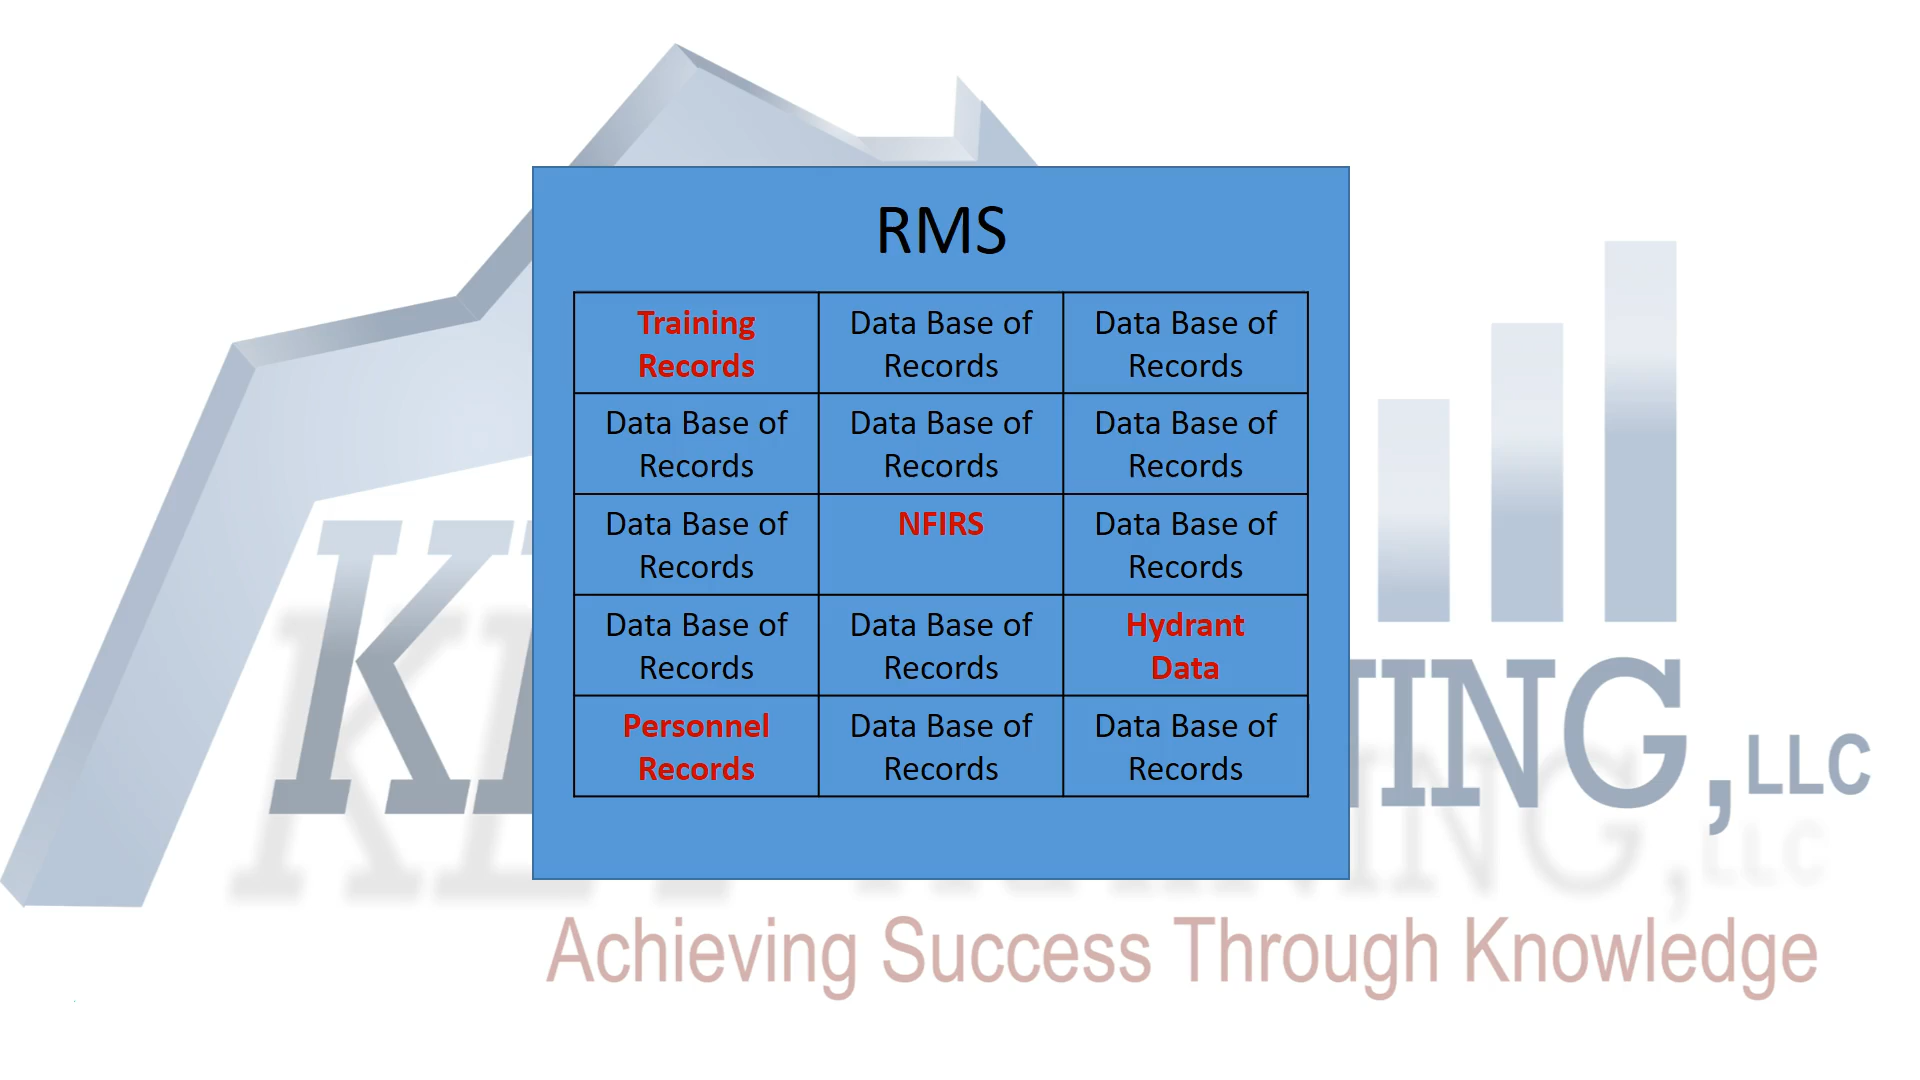 RMS
Training Data Base of Data Base of
Records Records Records
Data Base of Data Base of Data Base of
Records Records Records
Data Base of NFIRS Data Base of
Records Records
Data Base of Data Base of Hydrant
Records Records Data
Personnel Data Base of Data Base of
Records Records Records
LLC
Achieving Success Through Knowledge